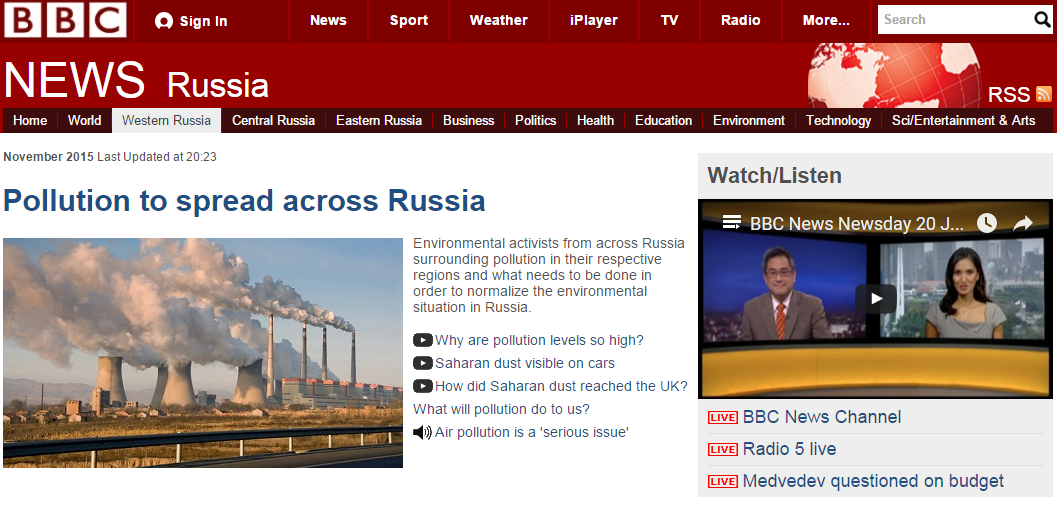 BBC
Sign In
News
Sport
Weather
iPlayer
TV
Radio
More...
Search
NEWS Russia
RSS
Home
World
Western Russia
Central Russia
Eastern Russia
Business
Politics
Health
Education
Environment
Technology
Sci/Entertainment & Arts
November 2015 Last Updated at 20:23
Pollution to spread across Russia
Environmental activists from across Russia
surrounding pollution in their respective
regions and what needs to be done in
order to normalize the environmental
situation in Russia.
Why are pollution levels so high?
Saharan dust visible on cars
How did Saharan dust reached the UK?
What will pollution do to us?
Air pollution is a 'serious issue'
Watch/Listen
BBC News Newsday 20 J...
LIVE BBC News Channel
LIVE Radio 5 live
LIVE Medvedev questioned on budget